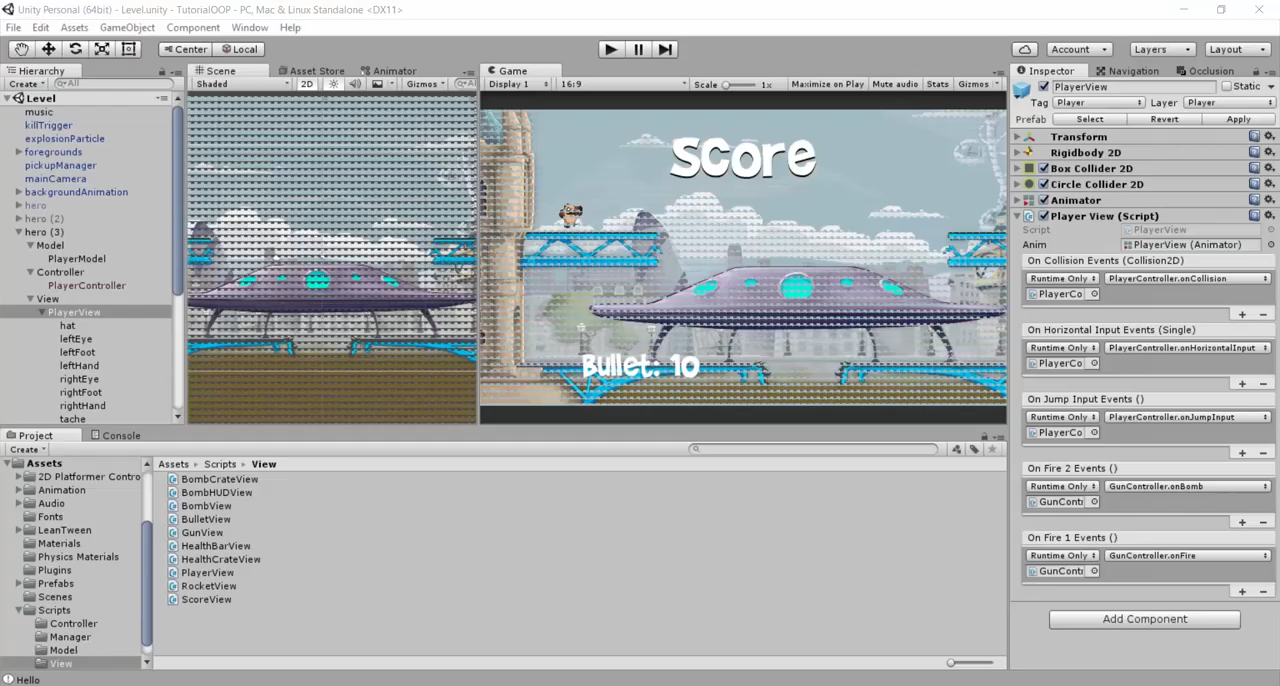 Unity Personal (64bit) - Level.unity - TutorialOOP - PC, Mac & Linux Standalone <DX11>
File Edit Assets GameObject Component Window Help
Center Local
Account Layers Layout
Hierarchy
Create All
Level
music
killTrigger
explosionParticle
foregrounds
pickupManager
mainCamera
backgroundAnimation
hero
hero (2)
hero (3)
Model
PlayerModel
Controller
PlayerController
View
PlayerView
hat
leftEye
leftFoot
leftHand
rightEye
rightFoot
rightHand
tache
Scene Asset Store Animator
Shaded 2D Gizmos All
Game
Display 1 16:9 Scale 1x Maximize on Play Mute audio Stats Gizmos
Score
Bullet: 10
Inspector Navigation Occlusion
PlayerView Static
Tag Player Layer Player
Prefab Select Revert Apply
Transform
Rigidbody 2D
Box Collider 2D
Circle Collider 2D
Animator
Player View (Script)
Script PlayerView
Anim PlayerView (Animator)
On Collision Events (Collision2D)
Runtime Only PlayerController.onCollision
PlayerCo
On Horizontal Input Events (Single)
Runtime Only PlayerController.onHorizontalInput
PlayerCo
On Jump Input Events ()
Runtime Only PlayerController.onJumpInput
PlayerCo
On Fire 2 Events ()
Runtime Only GunController.onBomb
GunConti
On Fire 1 Events ()
Runtime Only GunController.onFire
GunConti
Add Component
Project Console
Create
Assets
2D Platformer Contro
Animation
Audio
Fonts
LeanTween
Materials
Physics Materials
Plugins
Prefabs
Scenes
Scripts
Controller
Manager
Model
View
Assets Scripts View
BombCrateView
BombHUDView
BombView
BulletView
GunView
HealthBarView
HealthCrateView
PlayerView
RocketView
ScoreView
Hello